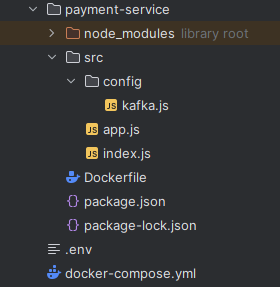 payment-service
node_modules library root
src
config
kafka.js
app.js
index.js
Dockerfile
package.json
package-lock.json
.env
docker-compose.yml